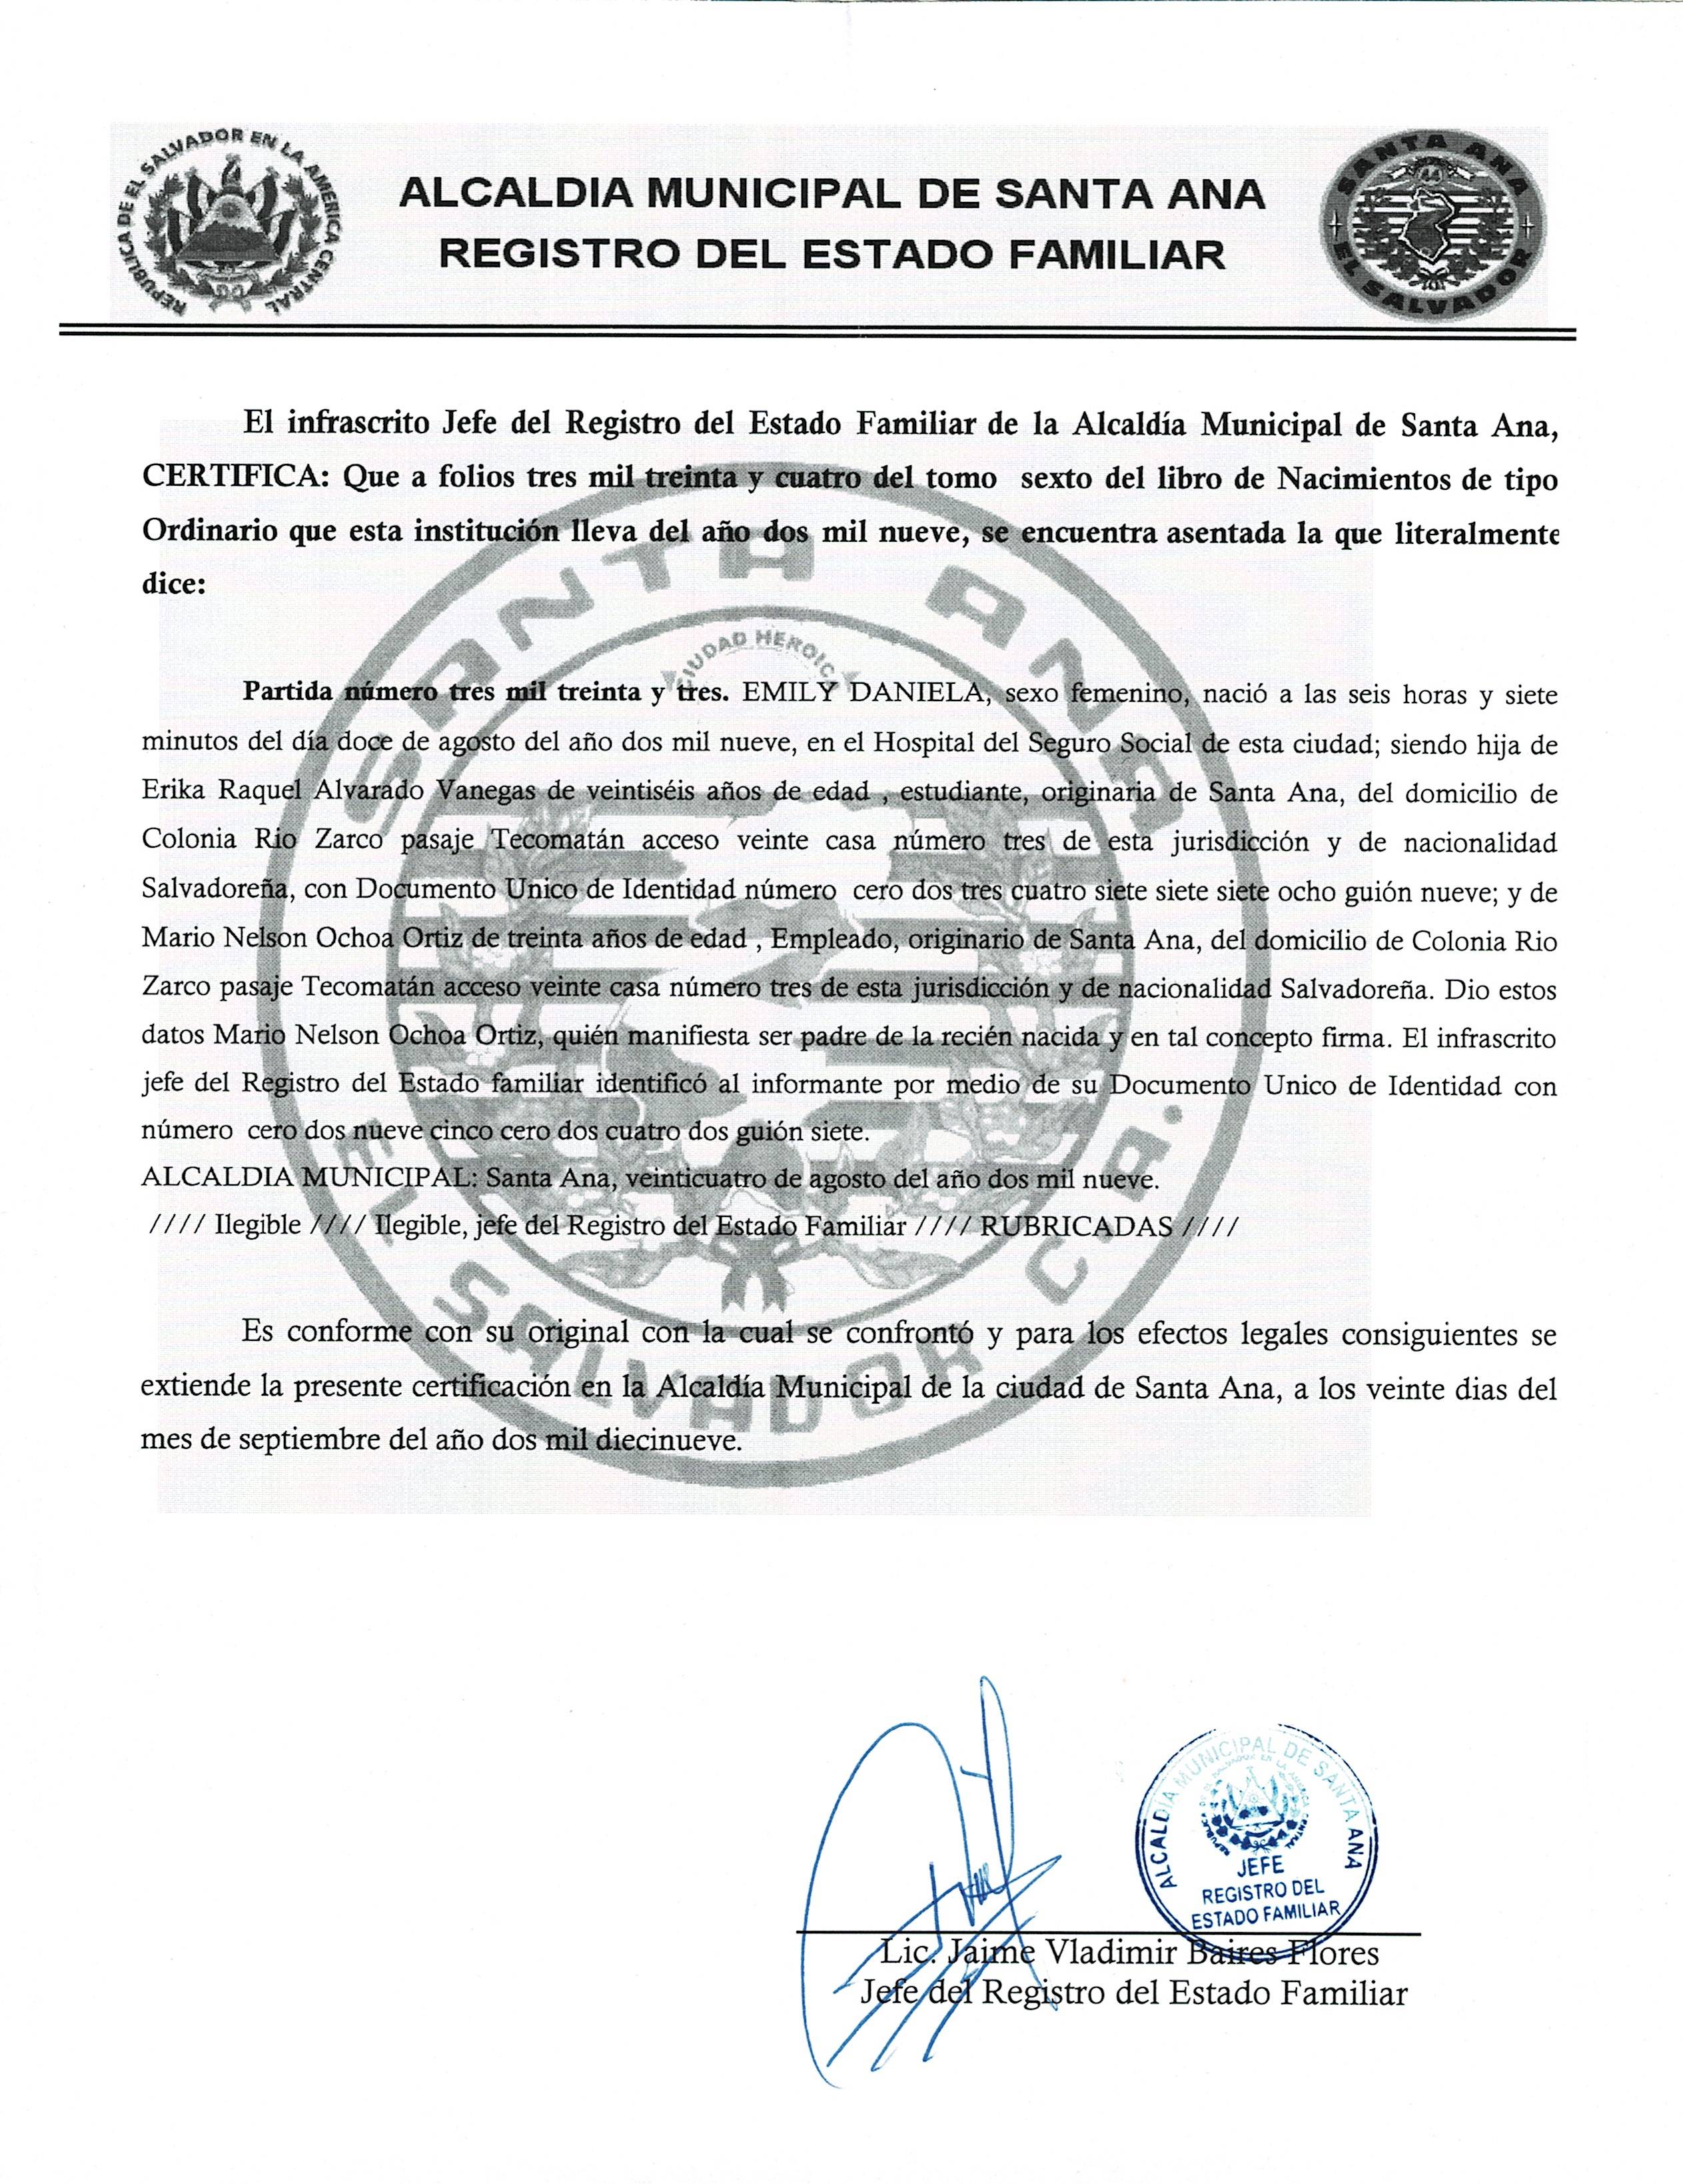 REPUBLICA DE EL SALVADOR EN LA AMERICA CENTRAL
ALCALDIA MUNICIPAL DE SANTA ANA
REGISTRO DEL ESTADO FAMILIAR
SANTA ANA
44
EL SALVADOR
El infrascrito Jefe del Registro del Estado Familiar de la Alcaldía Municipal de Santa Ana,
CERTIFICA: Que a folios tres mil treinta y cuatro del tomo sexto del libro de Nacimientos de tipo
Ordinario que esta institución lleva del año dos mil nueve, se encuentra asentada la que literalmente
dice:
SANTA ANA
CIUDAD HEROICA
EL SALVADOR C.A.
Partida número tres mil treinta y tres. EMILY DANIELA, sexo femenino, nació a las seis horas y siete
minutos del día doce de agosto del año dos mil nueve, en el Hospital del Seguro Social de esta ciudad; siendo hija de
Erika Raquel Alvarado Vanegas de veintiséis años de edad , estudiante, originaria de Santa Ana, del domicilio de
Colonia Rio Zarco pasaje Tecomatán acceso veinte casa número tres de esta jurisdicción y de nacionalidad
Salvadoreña, con Documento Unico de Identidad número cero dos tres cuatro siete siete siete ocho guión nueve; y de
Mario Nelson Ochoa Ortiz de treinta años de edad , Empleado, originario de Santa Ana, del domicilio de Colonia Rio
Zarco pasaje Tecomatán acceso veinte casa número tres de esta jurisdicción y de nacionalidad Salvadoreña. Dio estos
datos Mario Nelson Ochoa Ortiz, quién manifiesta ser padre de la recién nacida y en tal concepto firma. El infrascrito
jefe del Registro del Estado familiar identificó al informante por medio de su Documento Unico de Identidad con
número cero dos nueve cinco cero dos cuatro dos guión siete.
ALCALDIA MUNICIPAL: Santa Ana, veinticuatro de agosto del año dos mil nueve.
//// Ilegible //// Ilegible, jefe del Registro del Estado Familiar //// RUBRICADAS ////
Es conforme con su original con la cual se confrontó y para los efectos legales consiguientes se
extiende la presente certificación en la Alcaldía Municipal de la ciudad de Santa Ana, a los veinte dias del
mes de septiembre del año dos mil diecinueve.
ALCALDIA MUNICIPAL DE SANTA ANA
JEFE
REGISTRO DEL
ESTADO FAMILIAR
Lic. Jaime Vladimir Baires Flores
Jefe del Registro del Estado Familiar